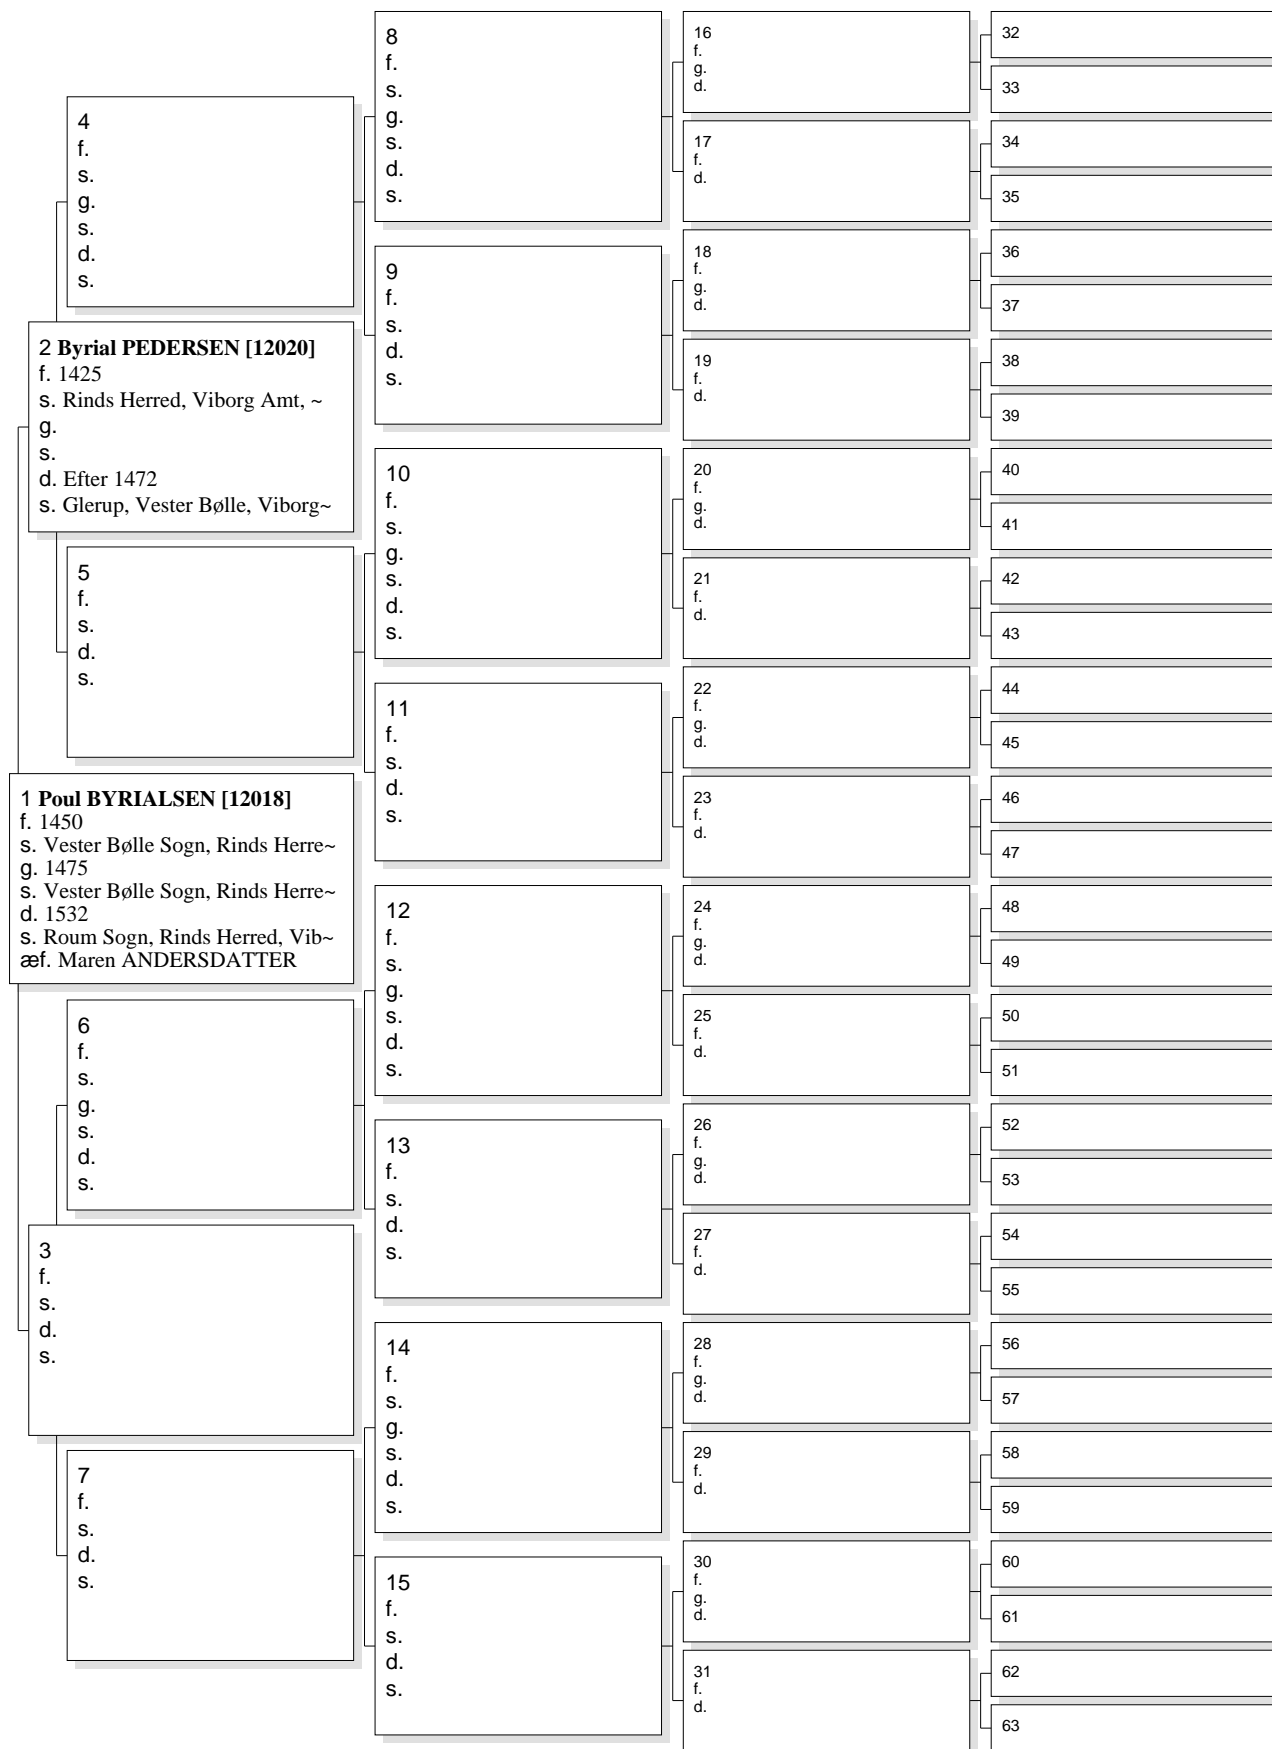 4
f.
s.
g.
s.
d.
s.
2 Byrial PEDERSEN [12020]
f. 1425
s. Rinds Herred, Viborg Amt, ~
g.
s.
d. Efter 1472
s. Glerup, Vester Bølle, Viborg~
5
f.
s.
d.
s.
1 Poul BYRIALSEN [12018]
f. 1450
s. Vester Bølle Sogn, Rinds Herre~
g. 1475
s. Vester Bølle Sogn, Rinds Herre~
d. 1532
s. Roum Sogn, Rinds Herred, Vib~
æf. Maren ANDERSDATTER
6
f.
s.
g.
s.
d.
s.
3
f.
s.
d.
s.
7
f.
s.
d.
s.
8
f.
s.
g.
s.
d.
s.
9
f.
s.
d.
s.
10
f.
s.
g.
s.
d.
s.
11
f.
s.
d.
s.
12
f.
s.
g.
s.
d.
s.
13
f.
s.
d.
s.
14
f.
s.
g.
s.
d.
s.
15
f.
s.
d.
s.
16
f.
g.
d.
17
f.
d.
18
f.
g.
d.
19
f.
d.
20
f.
g.
d.
21
f.
d.
22
f.
g.
d.
23
f.
d.
24
f.
g.
d.
25
f.
d.
26
f.
g.
d.
27
f.
d.
28
f.
g.
d.
29
f.
d.
30
f.
g.
d.
31
f.
d.
32
33
34
35
36
37
38
39
40
41
42
43
44
45
46
47
48
49
50
51
52
53
54
55
56
57
58
59
60
61
62
63